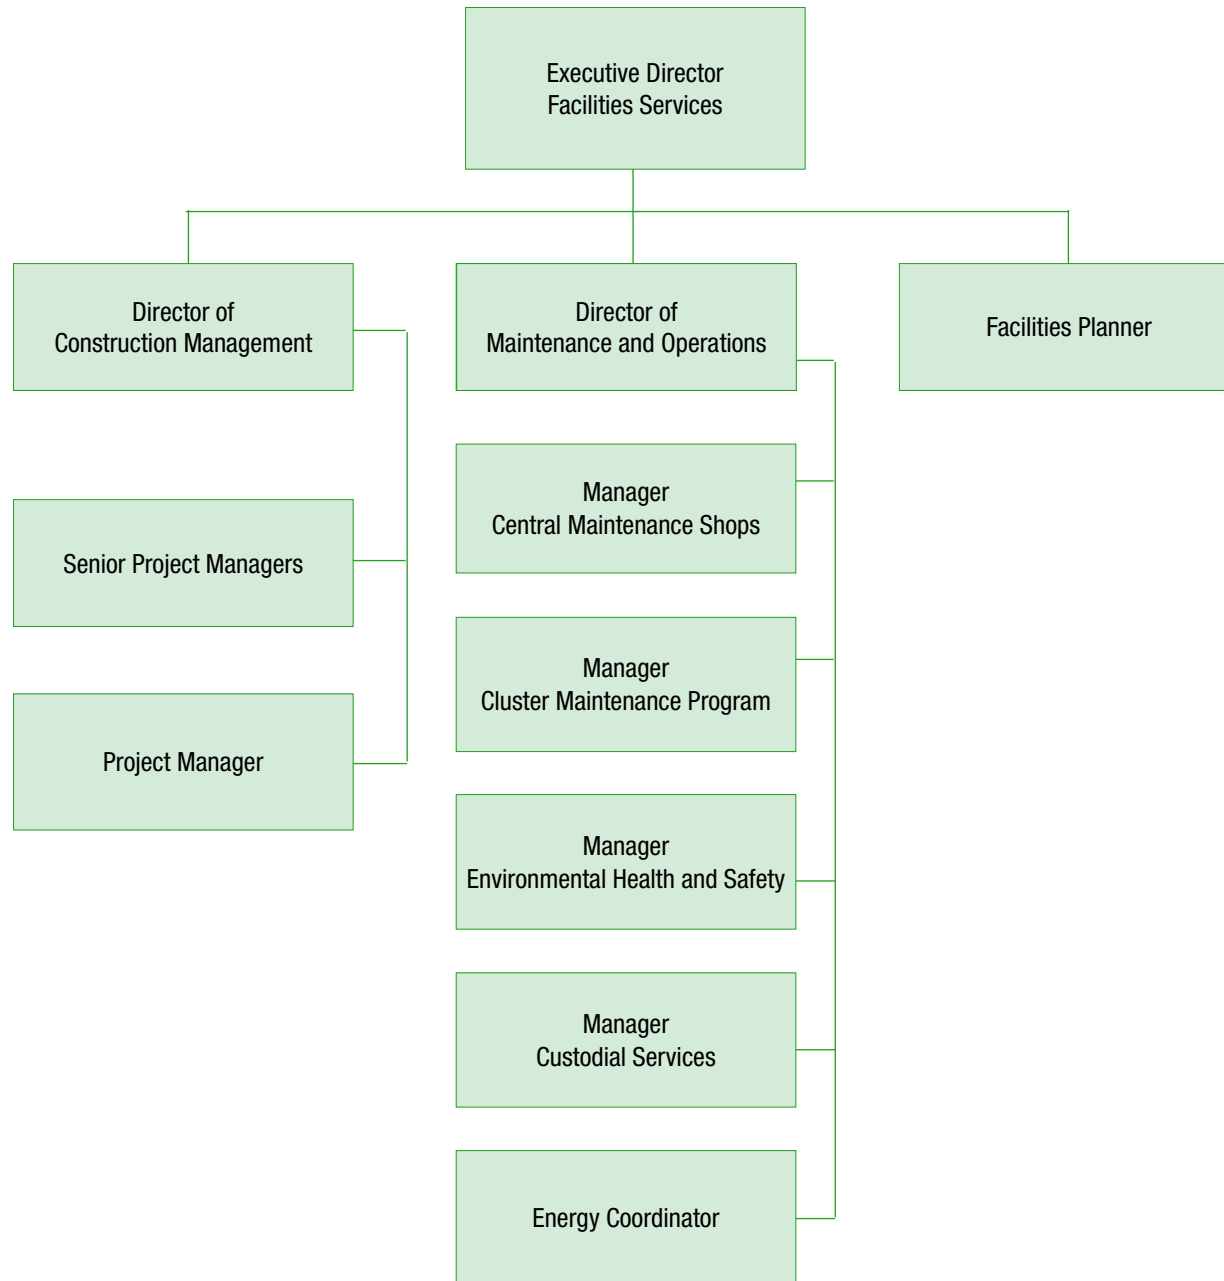 Executive Director
Facilities Services
Director of
Construction Management
Director of
Maintenance and Operations
Facilities Planner
Manager
Central Maintenance Shops
Senior Project Managers
Manager
Cluster Maintenance Program
Project Manager
Manager
Environmental Health and Safety
Manager
Custodial Services
Energy Coordinator